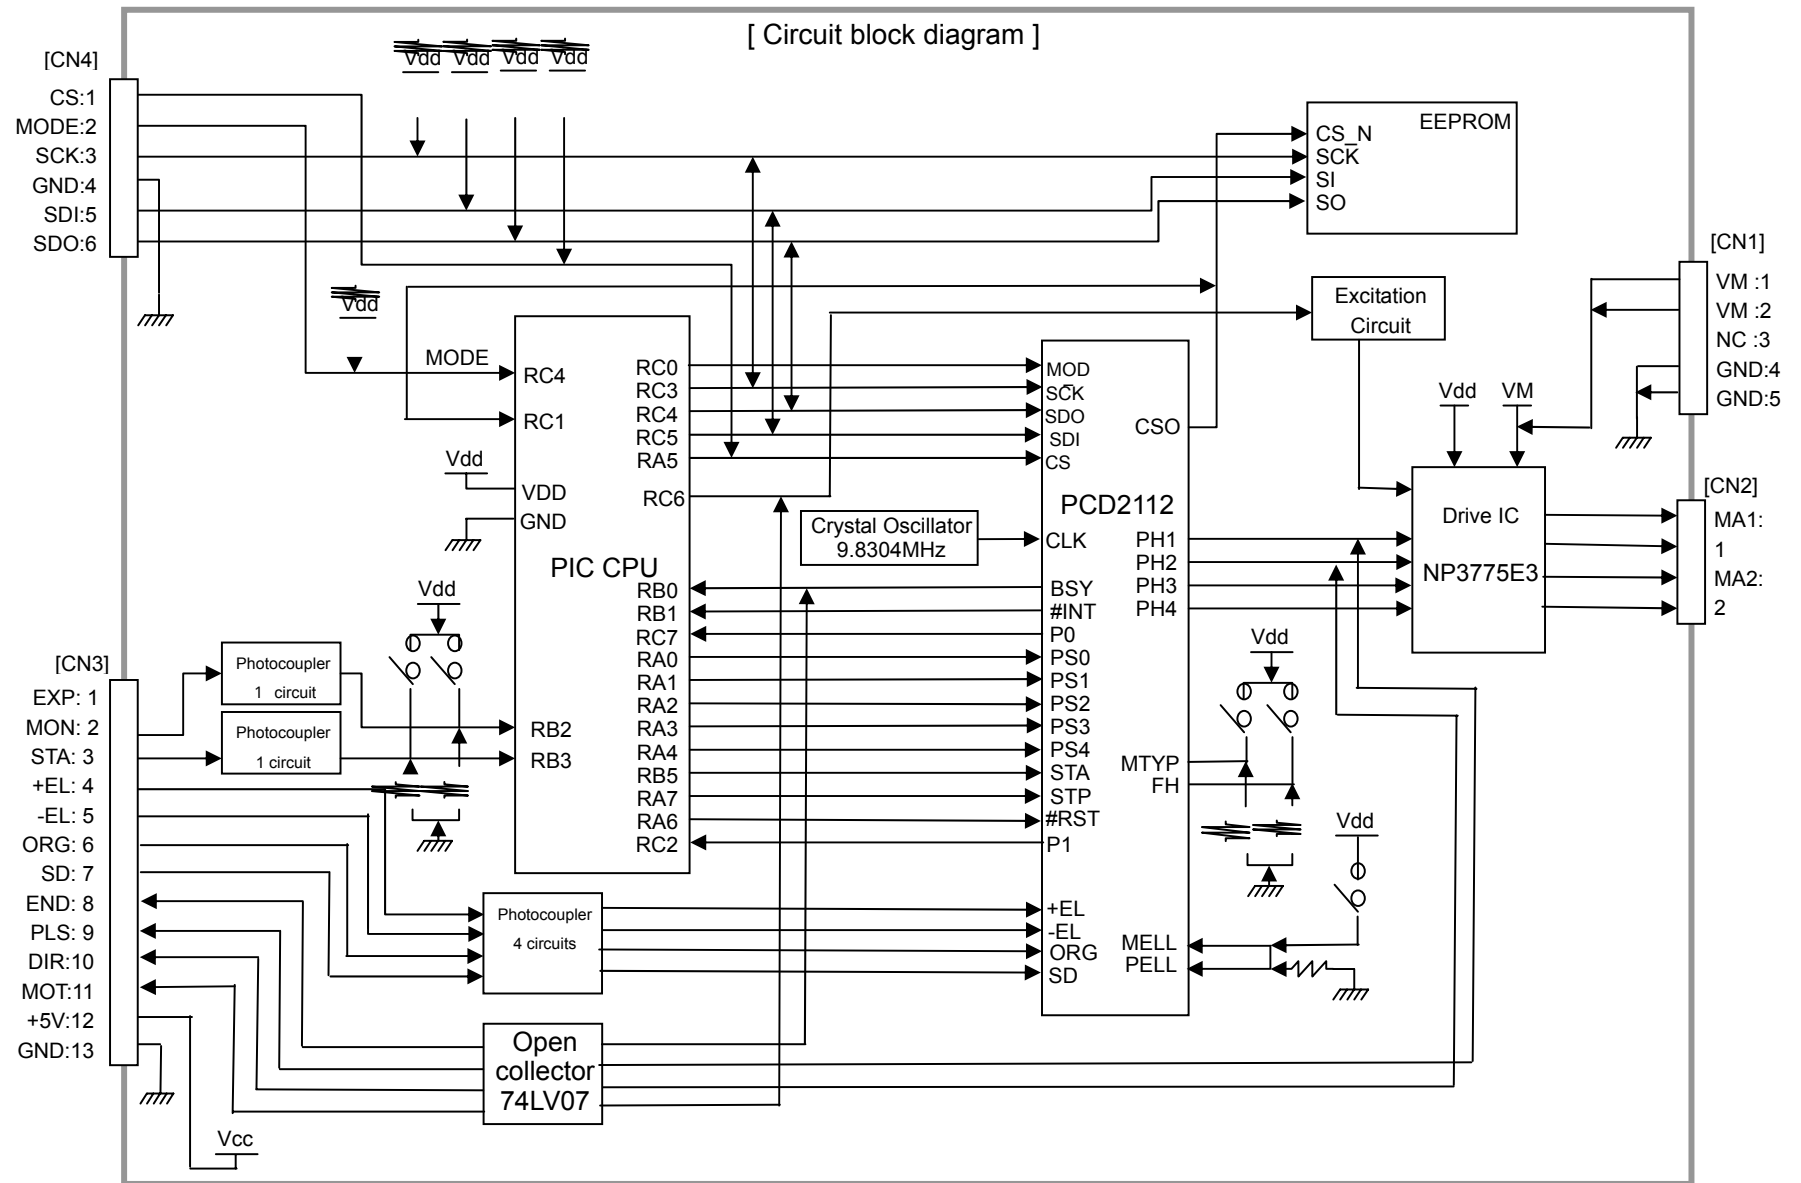 [ Circuit block diagram ]
[CN4]
CS:1
MODE:2
SCK:3
GND:4
SDI:5
SDO:6
Vdd
Vdd
Vdd
Vdd
Vdd
EEPROM
CS_N
SCK
SI
SO
[CN1]
VM :1
VM :2
NC :3
GND:4
GND:5
Excitation
Circuit
MODE
RC4
RC1
Vdd
VDD
GND
PIC CPU
RB2
RB3
RC0
RC3
RC4
RC5
RA5
RC6
RB0
RB1
RC7
RA0
RA1
RA2
RA3
RA4
RB5
RA7
RA6
RC2
Crystal Oscillator
9.8304MHz
MOD
SCK
SDO
SDI
CS
PCD2112
CLK
BSY
#INT
P0
PS0
PS1
PS2
PS3
PS4
STA
STP
#RST
P1
+EL
-EL
ORG
SD
CSO
PH1
PH2
PH3
PH4
MTYP
FH
MELL
PELL
Vdd
VM
Drive IC
NP3775E3
[CN2]
MA1:
1
MA2:
2
Vdd
Vdd
Vdd
[CN3]
EXP: 1
MON: 2
STA: 3
+EL: 4
-EL: 5
ORG: 6
SD: 7
END: 8
PLS: 9
DIR:10
MOT:11
+5V:12
GND:13
Photocoupler
1 circuit
Photocoupler
1 circuit
Photocoupler
4 circuits
Open
collector
74LV07
Vcc